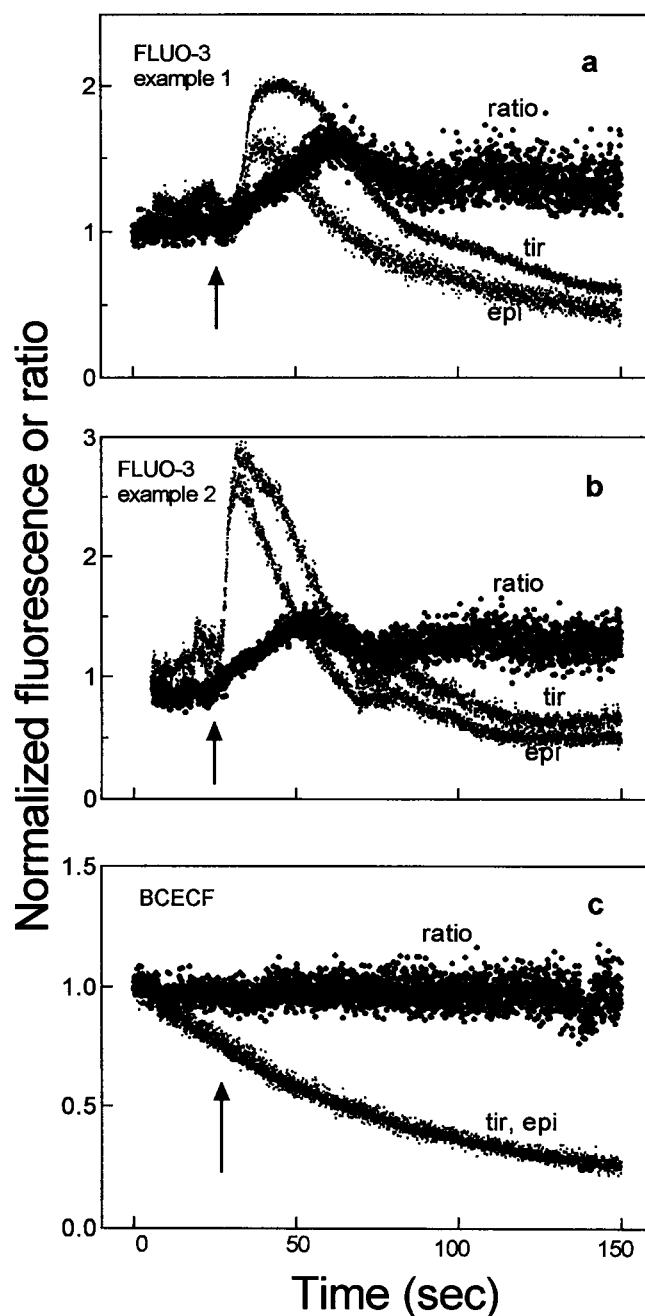 Normalized fluorescence or ratio
FLUO-3
example 1
a
ratio
tir
epi
2
1
0
FLUO-3
example 2
b
ratio
tir
epi
3
2
1
0
BCECF
c
ratio
tir, epi
1.5
1.0
0.5
0.0
0
50
100
150
Time (sec)